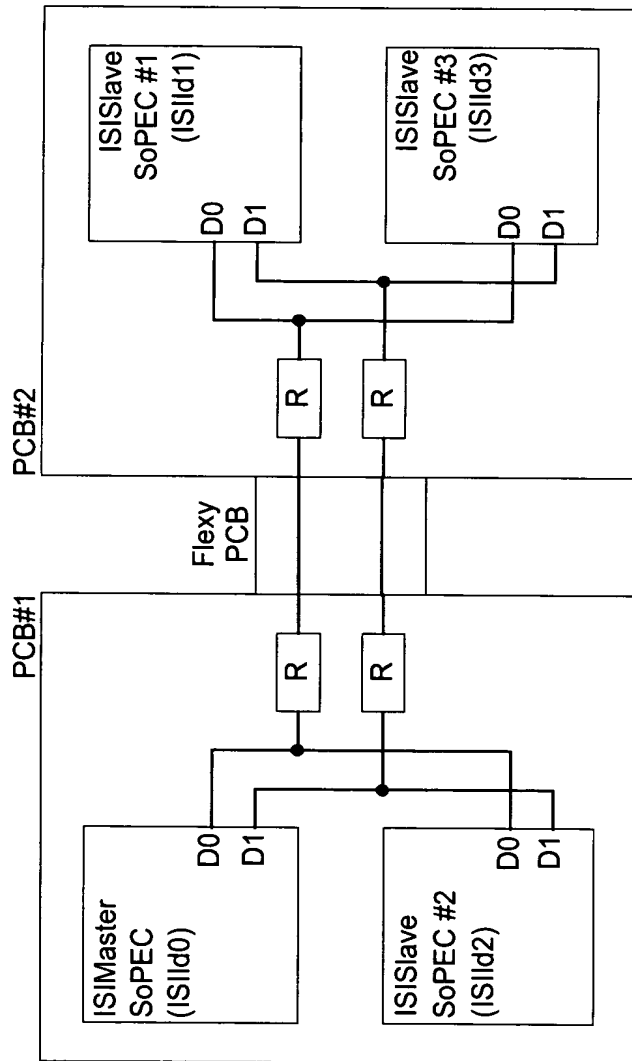 PCB#1
ISIMaster
SoPEC
(ISIId0)
D0
D1
ISISlave
SoPEC #2
(ISIId2)
D0
D1
R
R
Flexy
PCB
PCB#2
R
R
ISISlave
SoPEC #1
(ISIId1)
D0
D1
ISISlave
SoPEC #3
(ISIId3)
D0
D1